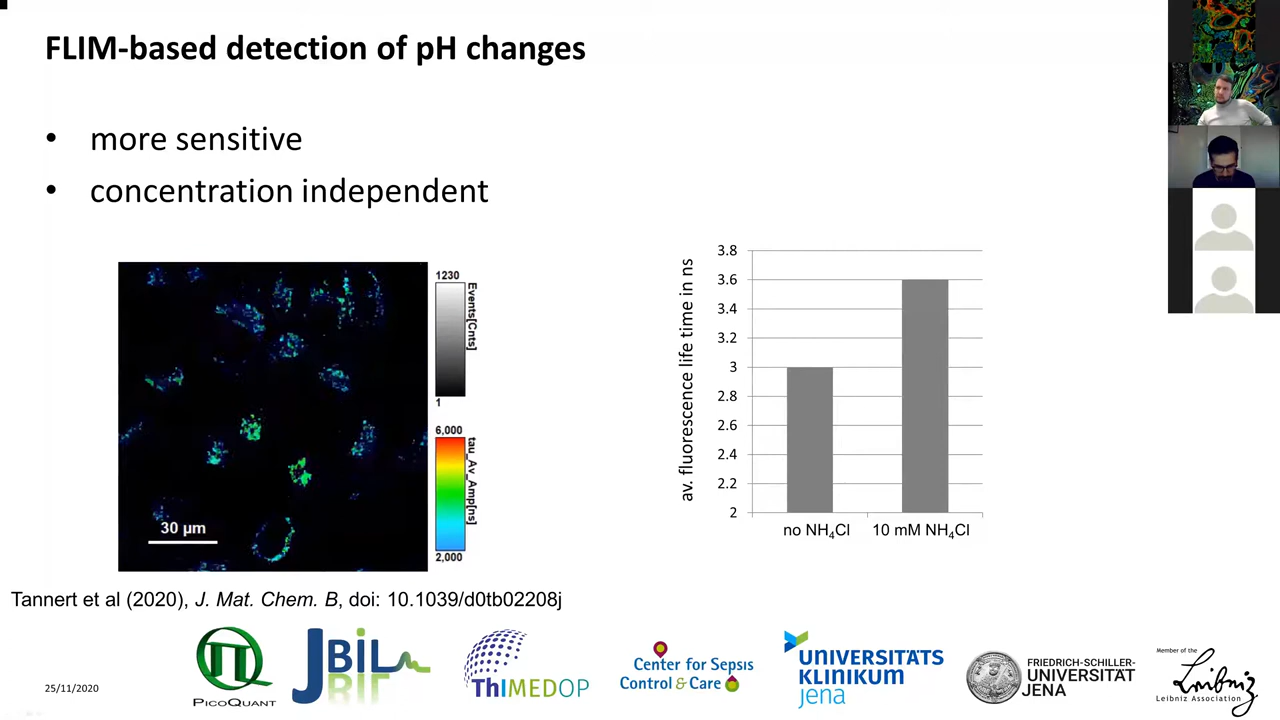 FLIM-based detection of pH changes
• more sensitive
• concentration independent
1230
Events[Cnts]
1
6,000
tau_Av_Amp[ns]
2,000
30 µm
av. fluorescence life time in ns
3.8
3.6
3.4
3.2
3
2.8
2.6
2.4
2.2
2
no NH₄Cl
10 mM NH₄Cl
Tannert et al (2020), J. Mat. Chem. B, doi: 10.1039/d0tb02208j
25/11/2020
PICOQUANT
JBIL
ThIMEDOP
Center for Sepsis
Control & Care
UNIVERSITÄTS
KLINIKUM
jena
FRIEDRICH-SCHILLER-
UNIVERSITÄT
JENA
Member of the
Leibniz
Leibniz Association